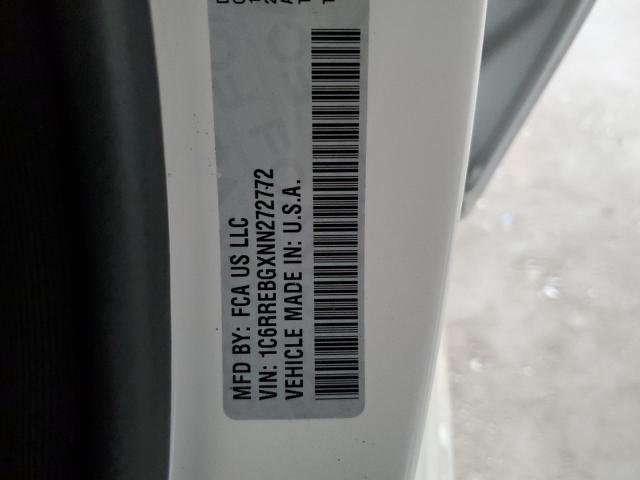 MFD BY: FCA US LLC
VIN: 1C6RREBGXNN272772
VEHICLE MADE IN: U.S.A.